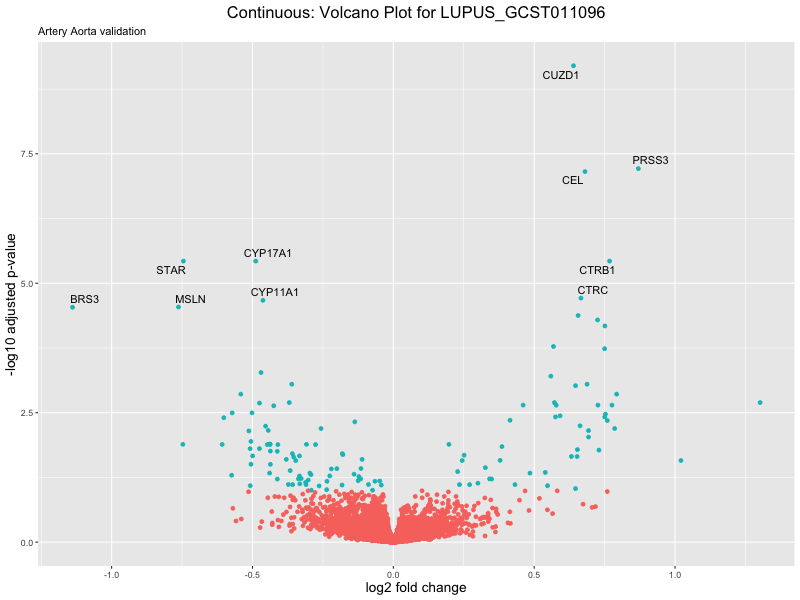 Continuous: Volcano Plot for LUPUS_GCST011096
Artery Aorta validation
CUZD1
PRSS3
CEL
CYP17A1
STAR
CTRB1
CYP11A1
CTRC
BRS3
MSLN
-log10 adjusted p-value
7.5
5.0
2.5
0.0
-1.0
-0.5
0.0
0.5
1.0
log2 fold change